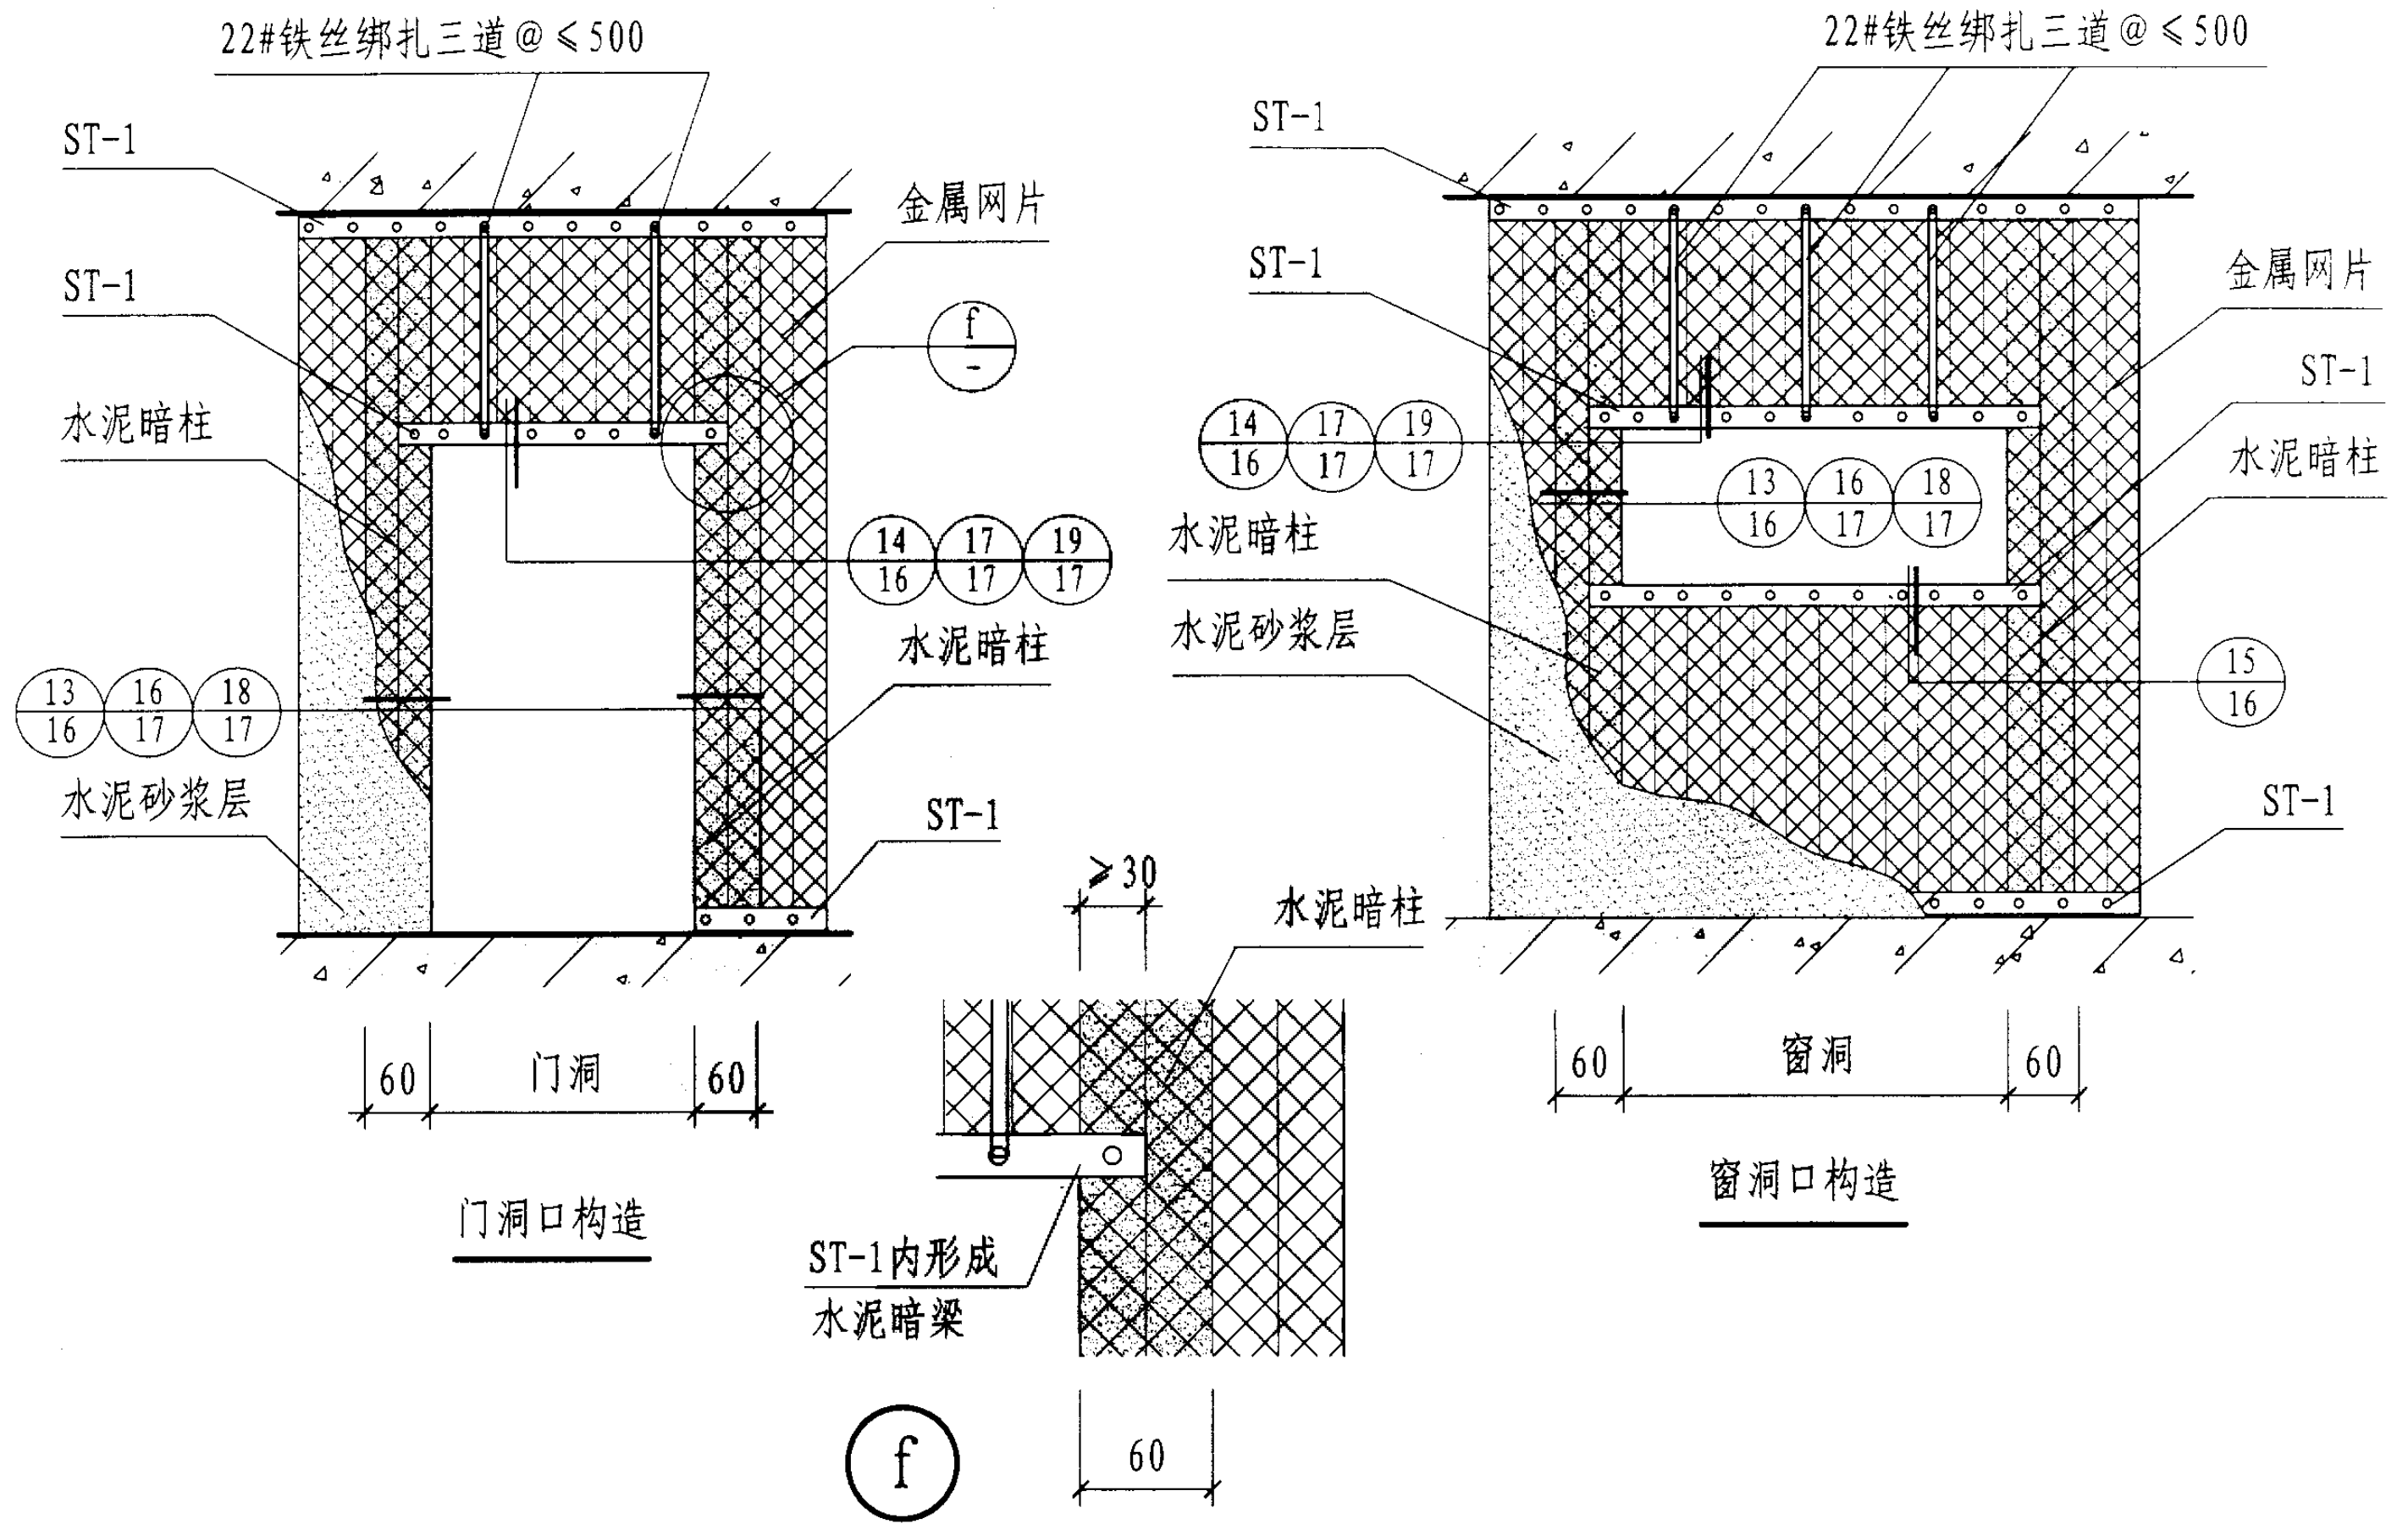 22#铁丝绑扎三道@≤500
ST-1
ST-1
水泥暗柱
金属网片
f
-
14 17 19
16 17 17
水泥暗柱
13 16 18
16 17 17
水泥砂浆层
ST-1
60 门洞 60
门洞口构造
≥30
水泥暗柱
ST-1内形成
水泥暗梁
f
60
22#铁丝绑扎三道@≤500
ST-1
ST-1
金属网片
ST-1
水泥暗柱
14 17 19
16 17 17
13 16 18
16 17 17
水泥暗柱
水泥砂浆层
15
16
ST-1
60 窗洞 60
窗洞口构造